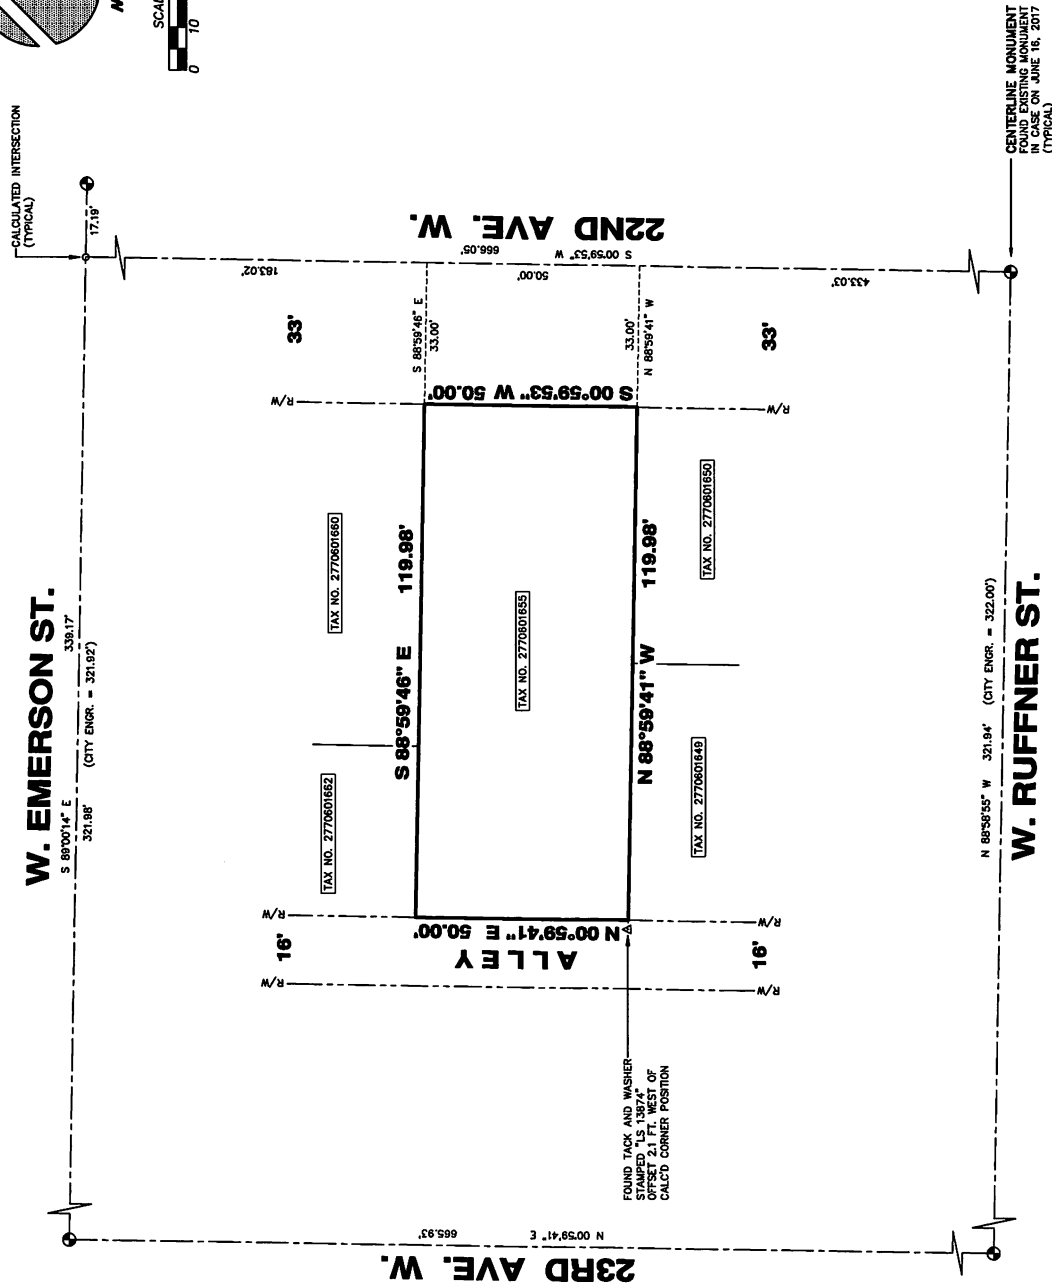 N
SCAL
0 10
CALCULATED INTERSECTION
(TYPICAL)
17.19'
CENTERLINE MONUMENT
FOUND EXISTING MONUMENT
IN CASE ON JUNE 16, 2017
(TYPICAL)
W. EMERSON ST.
S 89°00'14" E
339.17'
321.98'
(CITY ENGR. = 321.92')
22ND AVE. W.
S 00°59'53" W 666.05'
183.02'
50.00'
433.03'
33'
33'
S 88°59'46" E
33.00'
33.00'
N 88°59'41" W
R/W
R/W
S 00°59'53" W 50.00'
TAX NO. 2770601660
TAX NO. 2770601650
S 88°59'46" E 119.98'
TAX NO. 2770601655
N 88°59'41" W 119.98'
TAX NO. 2770601662
TAX NO. 2770601649
N 00°59'41" E 50.00'
ALLEY
R/W
R/W
16'
16'
R/W
R/W
FOUND TACK AND WASHER
STAMPED "LS 13874"
OFFSET 2.1 FT. WEST OF
CALC'D CORNER POSITION
N 88°58'55" W 321.94' (CITY ENGR. = 322.00')
W. RUFFNER ST.
N 00°59'41" E 665.93'
23RD AVE. W.